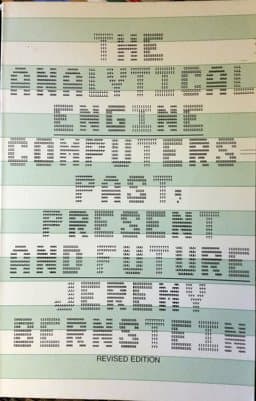 THE
ANALYTICAL
ENGINE
COMPUTERS—
PAST,
PRESENT
AND FUTURE
JEREMY
BERNSTEIN
REVISED EDITION